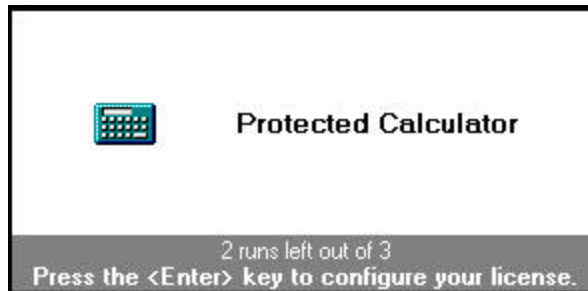 Protected Calculator
2 runs left out of 3
Press the <Enter> key to configure your license.